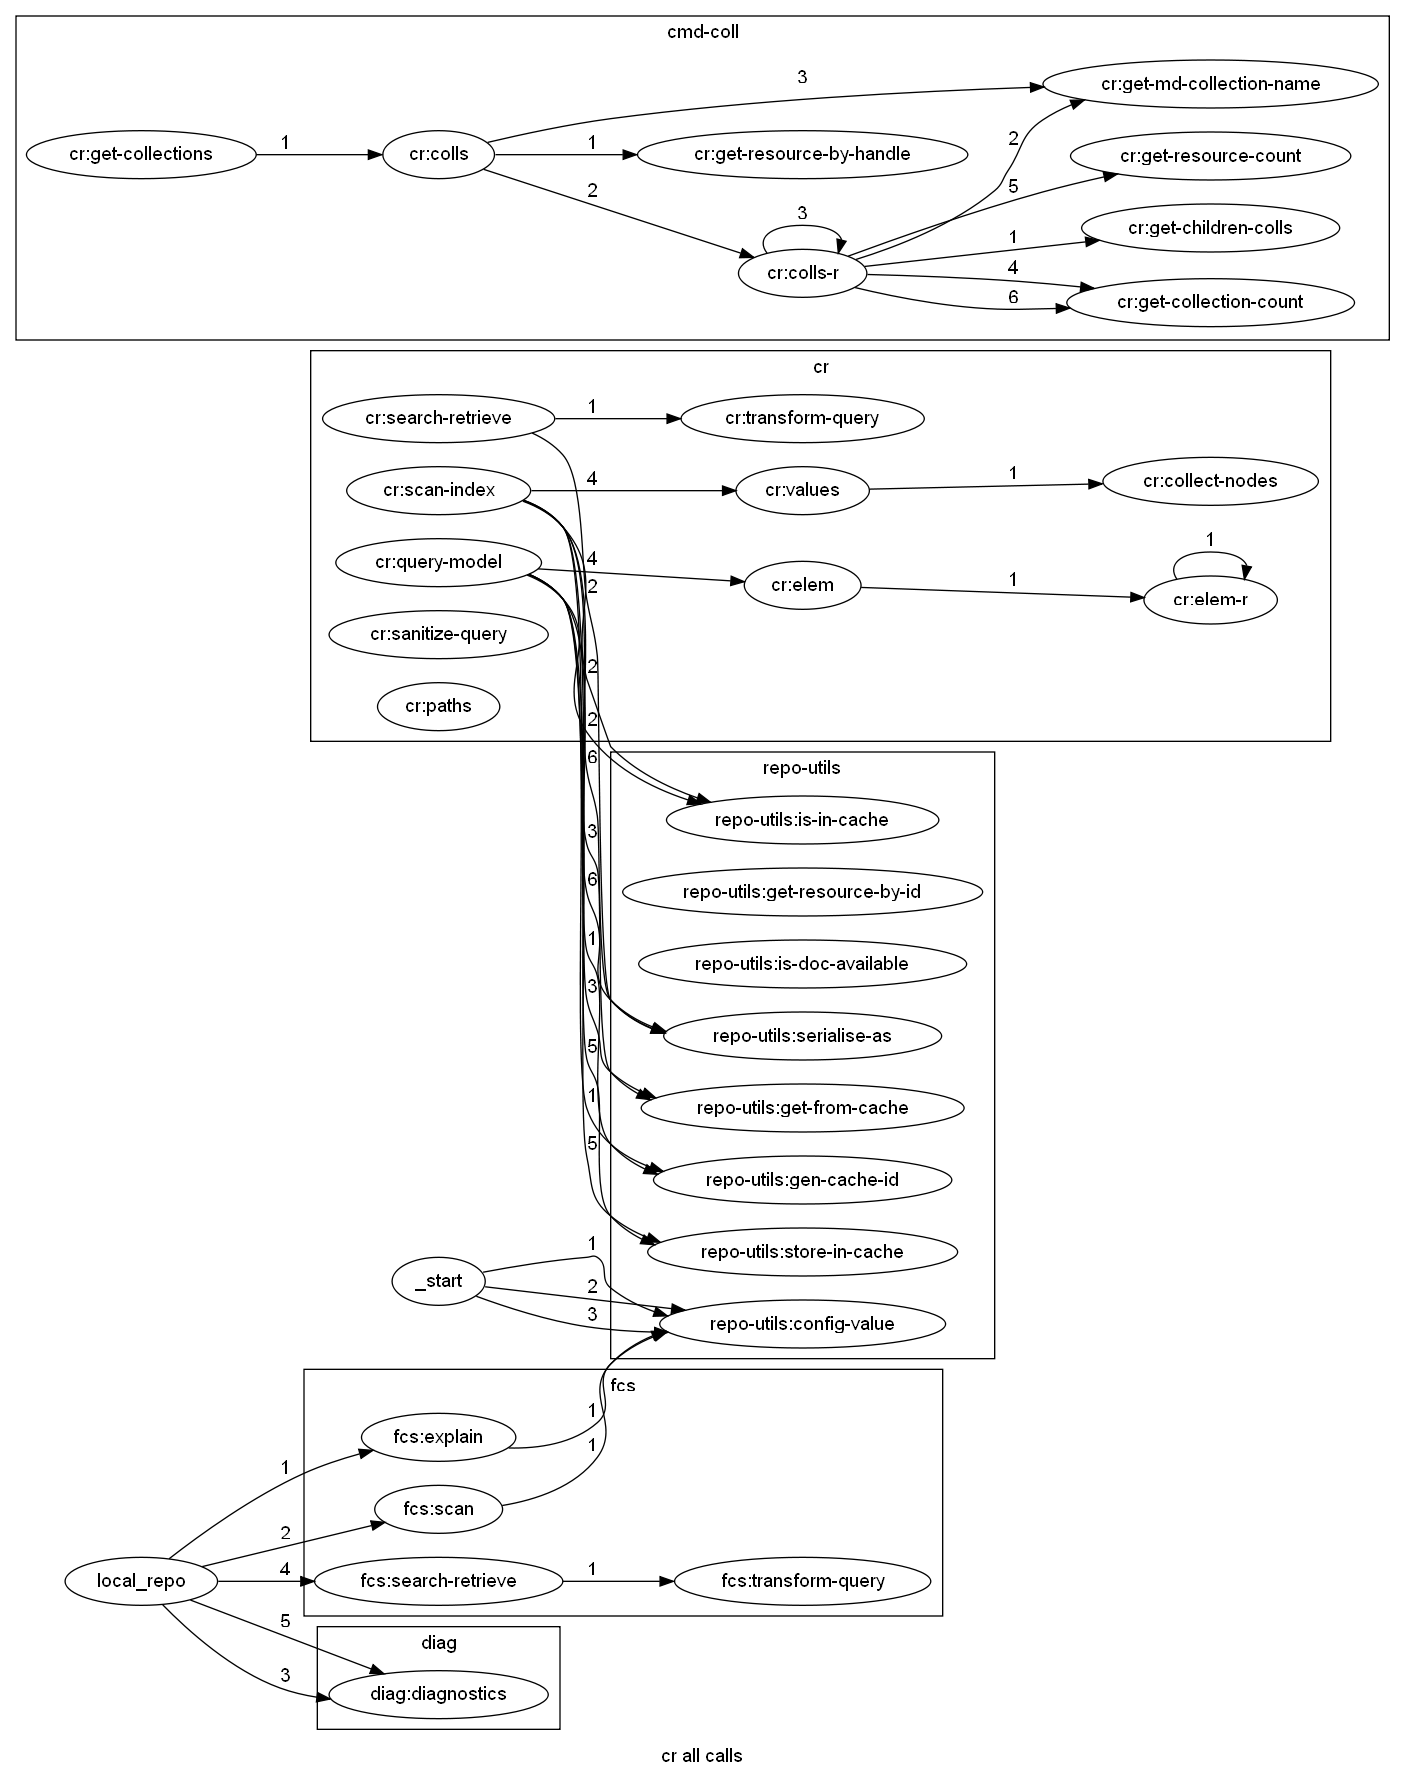 cmd-coll
3
cr:get-md-collection-name
cr:get-collections
1
cr:colls
1
cr:get-resource-by-handle
2
cr:get-resource-count
2
5
3
cr:get-children-colls
1
cr:colls-r
4
6
cr:get-collection-count
cr
cr:search-retrieve
1
cr:transform-query
cr:scan-index
4
cr:values
1
cr:collect-nodes
cr:query-model
4
2
cr:elem
1
1
cr:elem-r
cr:sanitize-query
2
cr:paths
2
6
repo-utils
repo-utils:is-in-cache
3
6
repo-utils:get-resource-by-id
1
repo-utils:is-doc-available
3
5
repo-utils:serialise-as
1
repo-utils:get-from-cache
5
repo-utils:gen-cache-id
repo-utils:store-in-cache
_start
1
2
3
repo-utils:config-value
fcs
1
fcs:explain
1
1
fcs:scan
2
local_repo
4
fcs:search-retrieve
1
fcs:transform-query
5
diag
3
diag:diagnostics
cr all calls